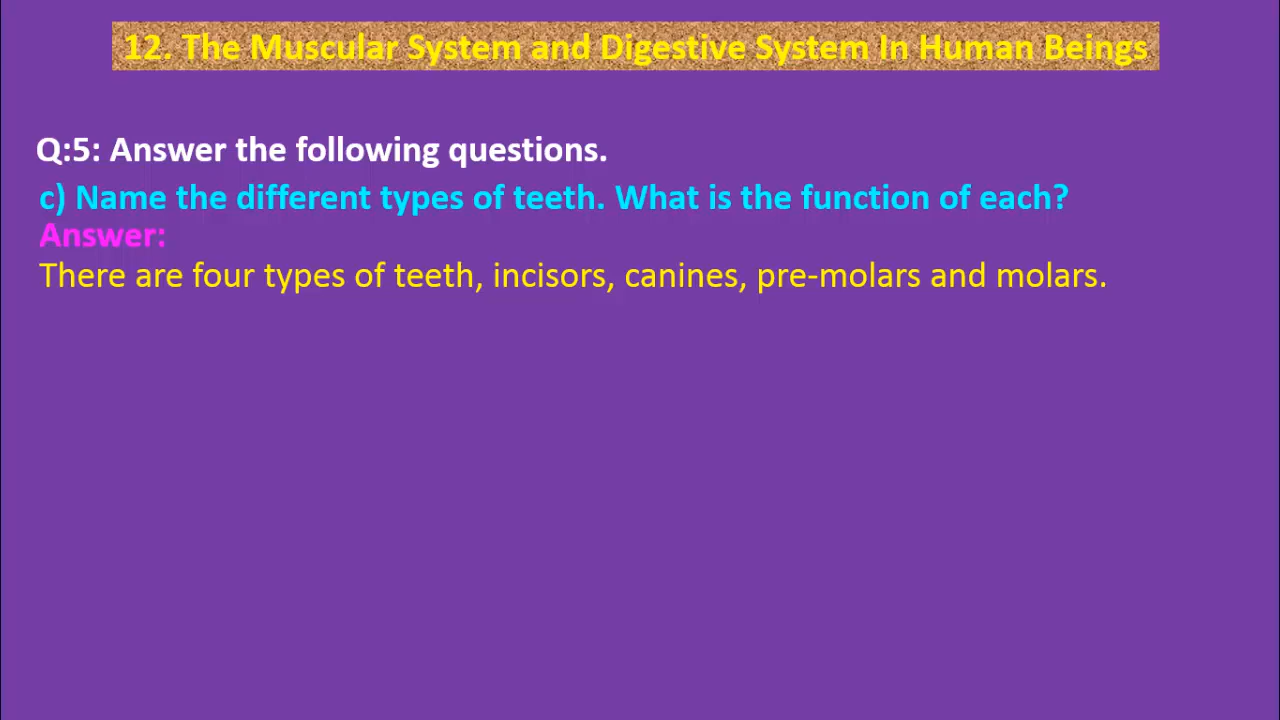 12. The Muscular System and Digestive System In Human Beings
Q:5: Answer the following questions.
c) Name the different types of teeth. What is the function of each?
Answer:
There are four types of teeth, incisors, canines, pre-molars and molars.